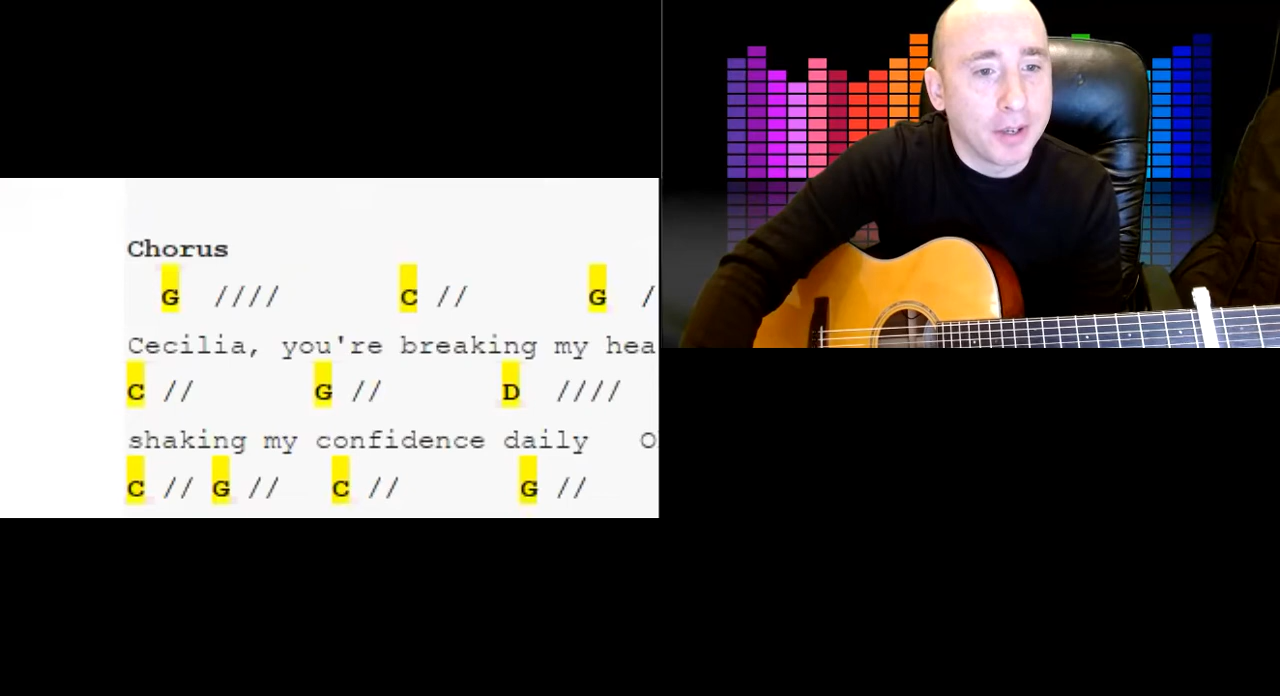 Chorus
G //// C // G /
Cecilia, you're breaking my hea
C // G // D ////
shaking my confidence daily O
C // G // C // G //